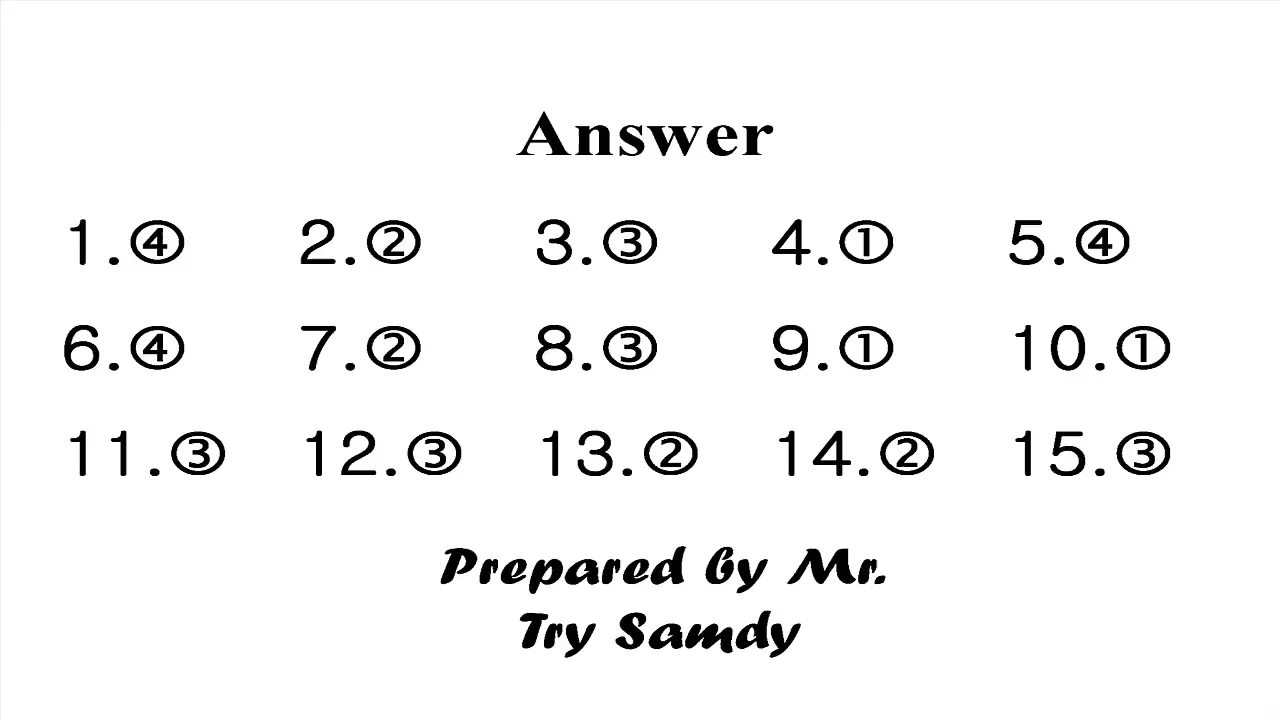 Answer
1.④ 2.② 3.③ 4.① 5.④
6.④ 7.② 8.③ 9.① 10.①
11.③ 12.③ 13.② 14.② 15.③
Prepared by Mr.
Try Samdy